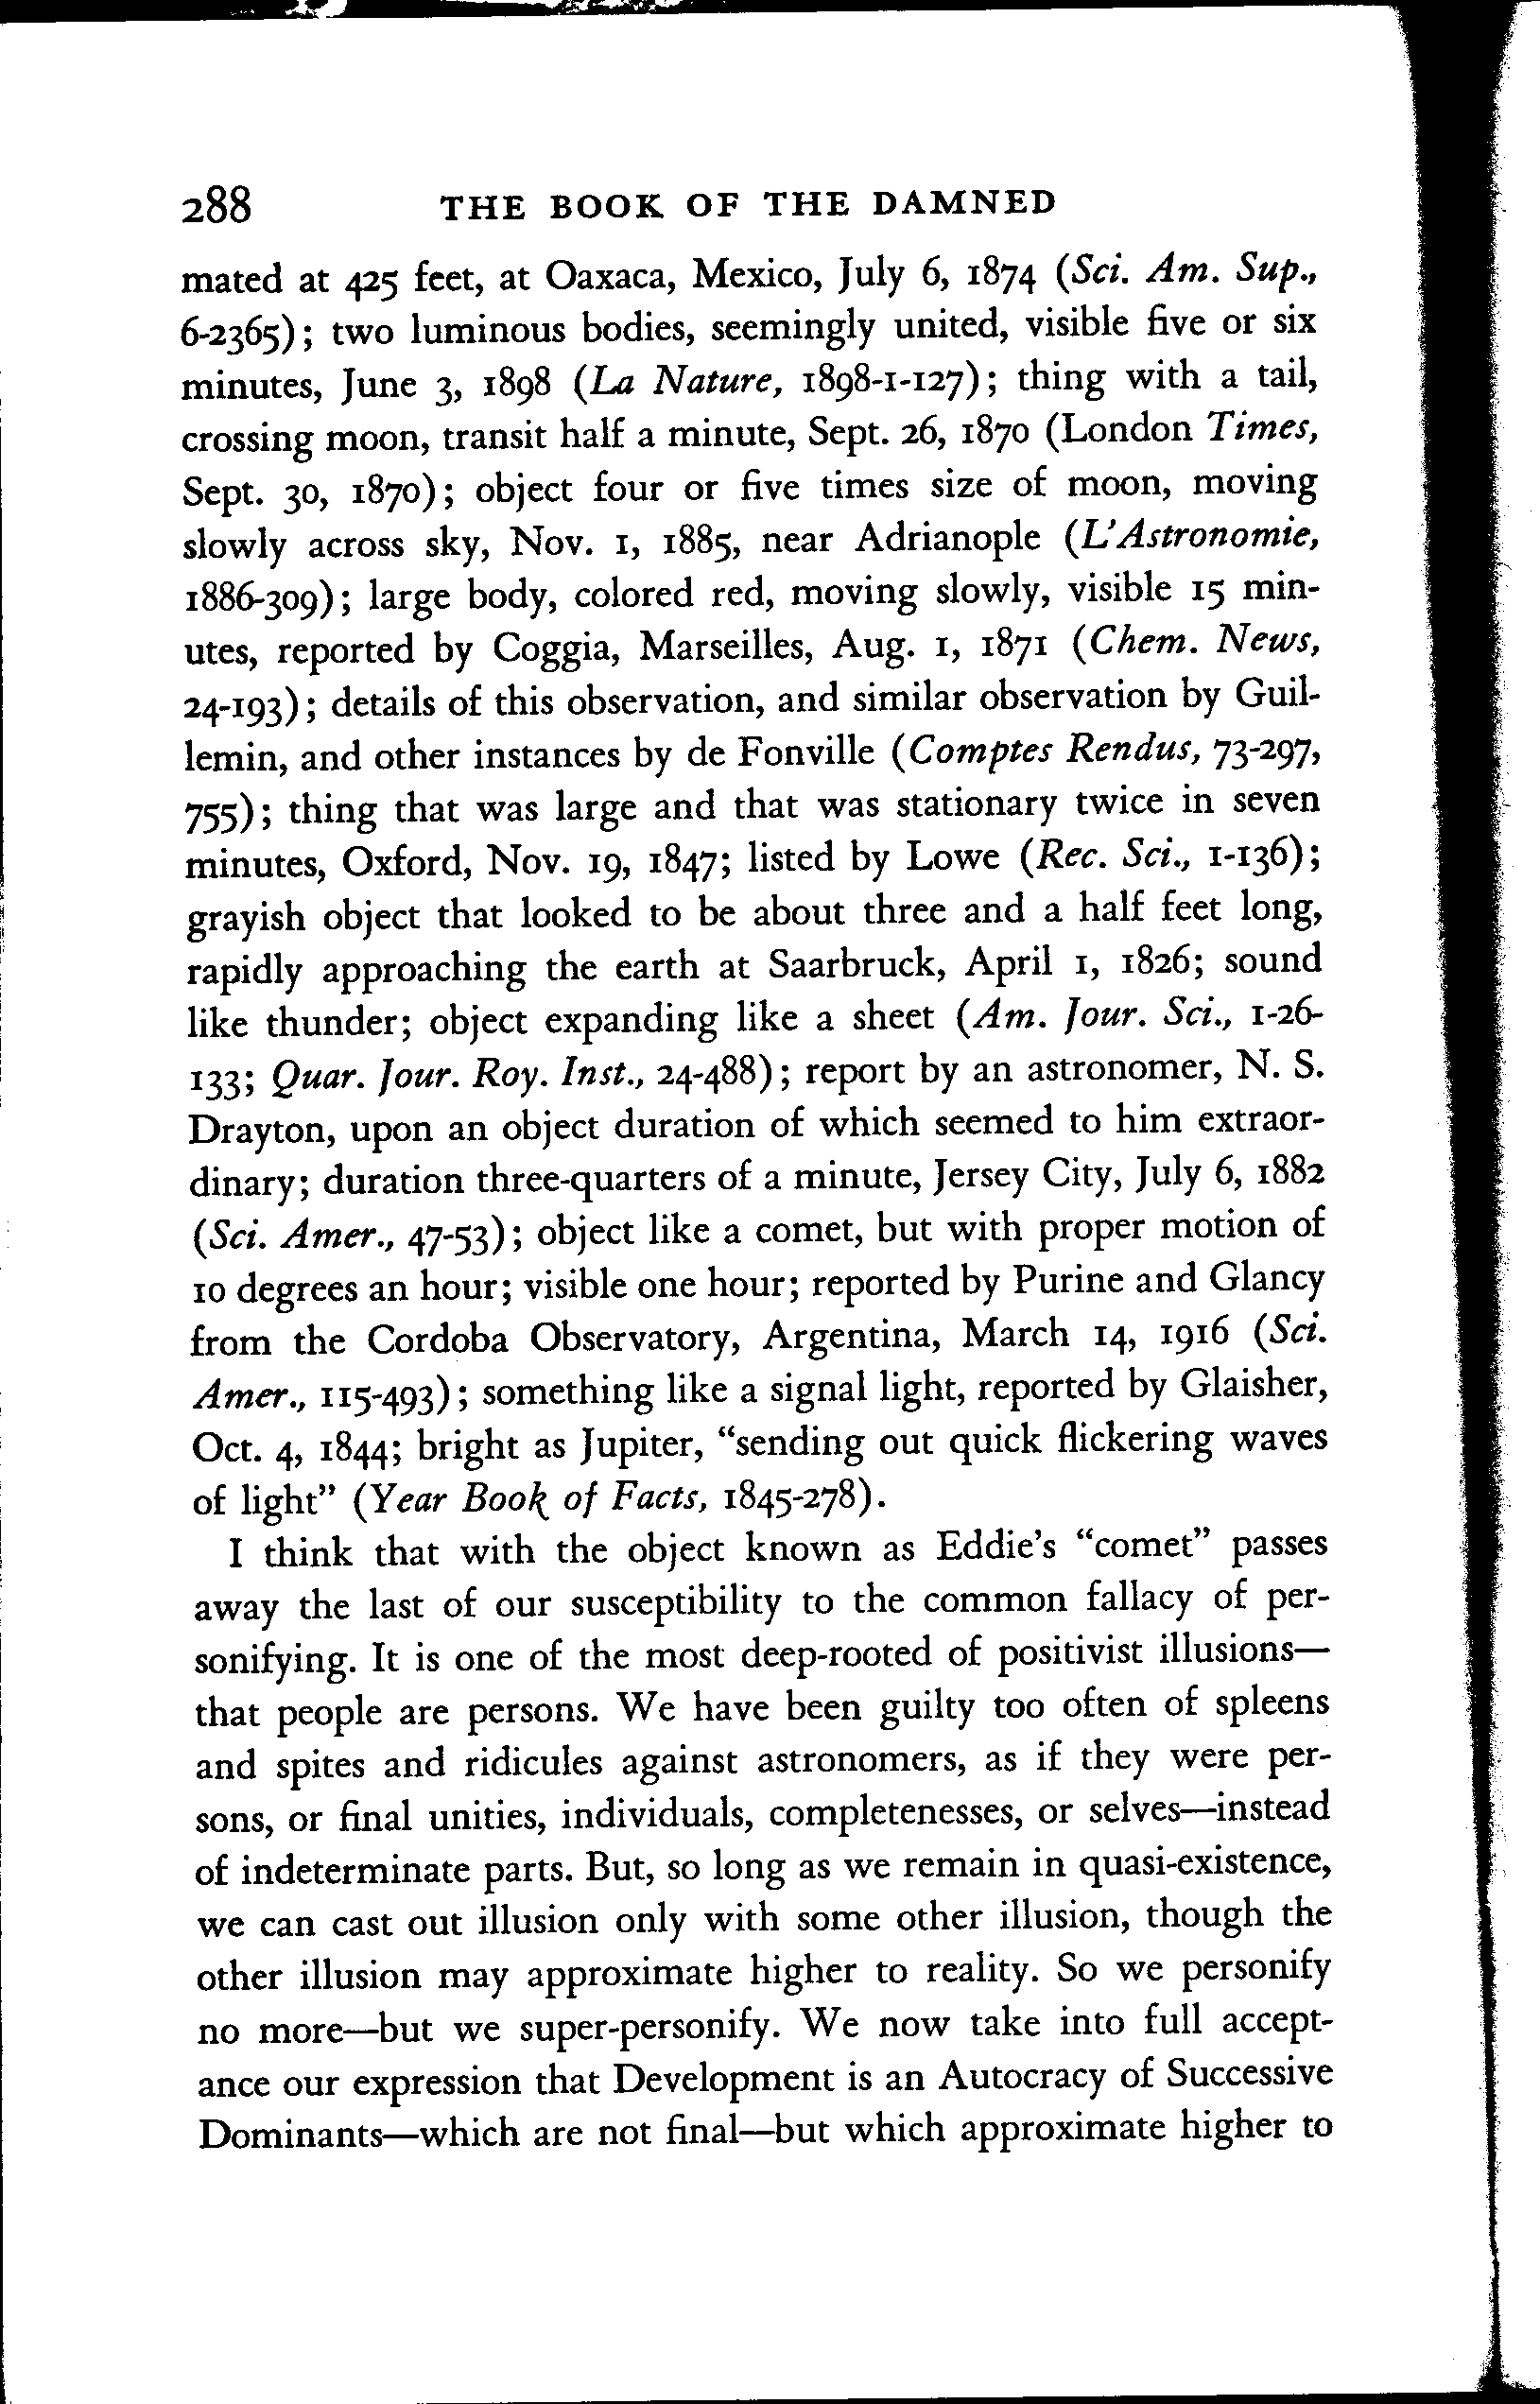 288 THE BOOK OF THE DAMNED
mated at 425 feet, at Oaxaca, Mexico, July 6, 1874 (Sci. Am. Sup.,
6-2365); two luminous bodies, seemingly united, visible five or six
minutes, June 3, 1898 (La Nature, 1898-1-127); thing with a tail,
crossing moon, transit half a minute, Sept. 26, 1870 (London Times,
Sept. 30, 1870); object four or five times size of moon, moving
slowly across sky, Nov. 1, 1885, near Adrianople (L'Astronomie,
1886-309); large body, colored red, moving slowly, visible 15 min-
utes, reported by Coggia, Marseilles, Aug. 1, 1871 (Chem. News,
24-193); details of this observation, and similar observation by Guil-
lemin, and other instances by de Fonville (Comptes Rendus, 73-297,
755); thing that was large and that was stationary twice in seven
minutes, Oxford, Nov. 19, 1847; listed by Lowe (Rec. Sci., 1-136);
grayish object that looked to be about three and a half feet long,
rapidly approaching the earth at Saarbruck, April 1, 1826; sound
like thunder; object expanding like a sheet (Am. Jour. Sci., 1-26-
133; Quar. Jour. Roy. Inst., 24-488); report by an astronomer, N. S.
Drayton, upon an object duration of which seemed to him extraor-
dinary; duration three-quarters of a minute, Jersey City, July 6, 1882
(Sci. Amer., 47-53); object like a comet, but with proper motion of
10 degrees an hour; visible one hour; reported by Purine and Glancy
from the Cordoba Observatory, Argentina, March 14, 1916 (Sci.
Amer., 115-493); something like a signal light, reported by Glaisher,
Oct. 4, 1844; bright as Jupiter, "sending out quick flickering waves
of light" (Year Book of Facts, 1845-278).
I think that with the object known as Eddie's "comet" passes
away the last of our susceptibility to the common fallacy of per-
sonifying. It is one of the most deep-rooted of positivist illusions—
that people are persons. We have been guilty too often of spleens
and spites and ridicules against astronomers, as if they were per-
sons, or final unities, individuals, completenesses, or selves—instead
of indeterminate parts. But, so long as we remain in quasi-existence,
we can cast out illusion only with some other illusion, though the
other illusion may approximate higher to reality. So we personify
no more—but we super-personify. We now take into full accept-
ance our expression that Development is an Autocracy of Successive
Dominants—which are not final—but which approximate higher to